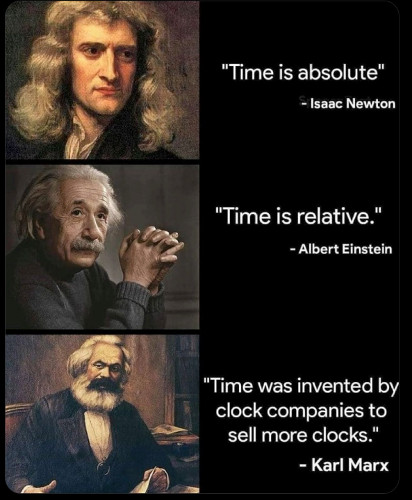 "Time is absolute"
- Isaac Newton
"Time is relative."
- Albert Einstein
"Time was invented by
clock companies to
sell more clocks."
- Karl Marx